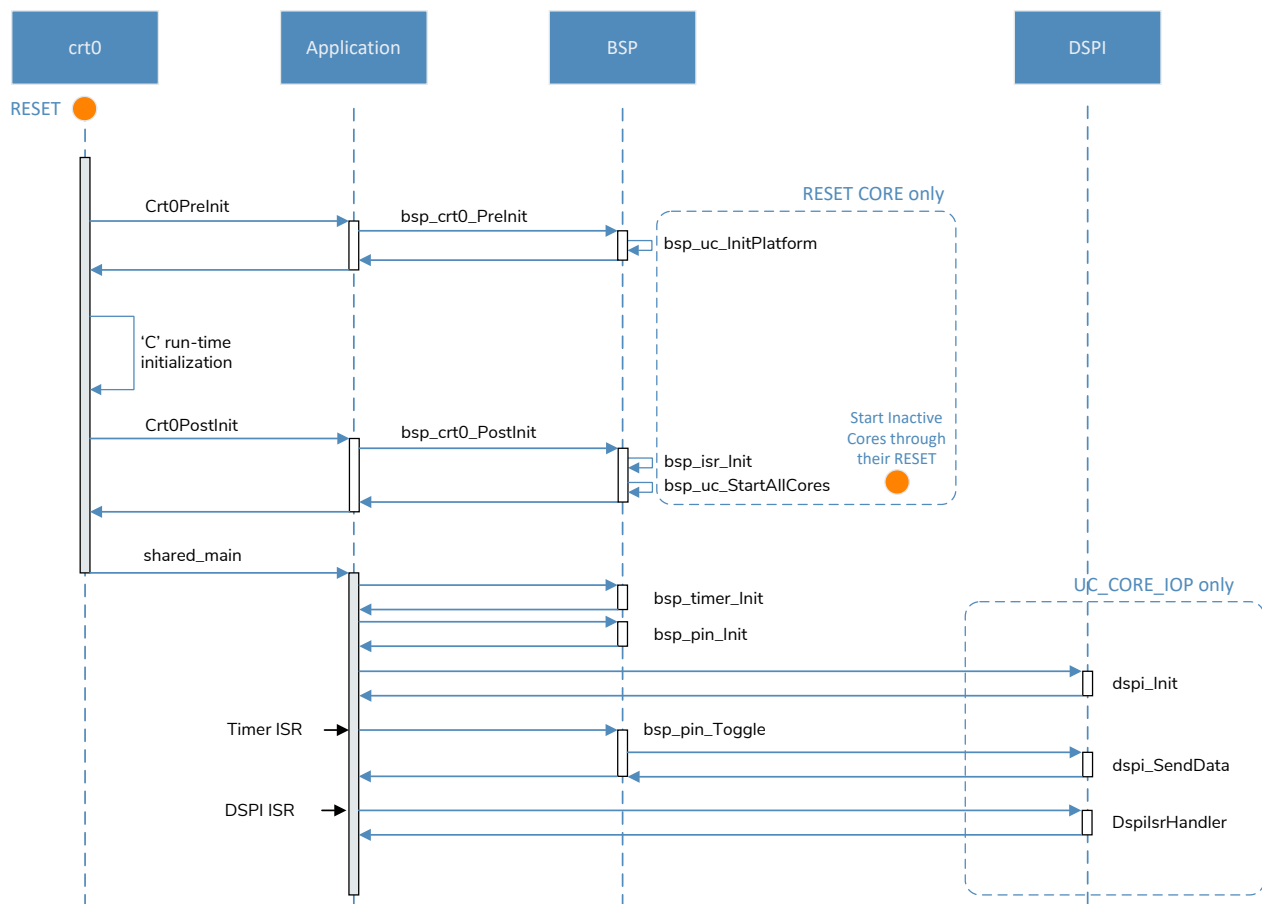 crt0
Application
BSP
DSPI
RESET
RESET CORE only
Crt0PreInit
bsp_crt0_PreInit
bsp_uc_InitPlatform
‘C’ run-time
initialization
Crt0PostInit
bsp_crt0_PostInit
Start Inactive
Cores through
their RESET
bsp_isr_Init
bsp_uc_StartAllCores
shared_main
UC_CORE_IOP only
bsp_timer_Init
bsp_pin_Init
dspi_Init
Timer ISR
bsp_pin_Toggle
dspi_SendData
DSPI ISR
DspiIsrHandler